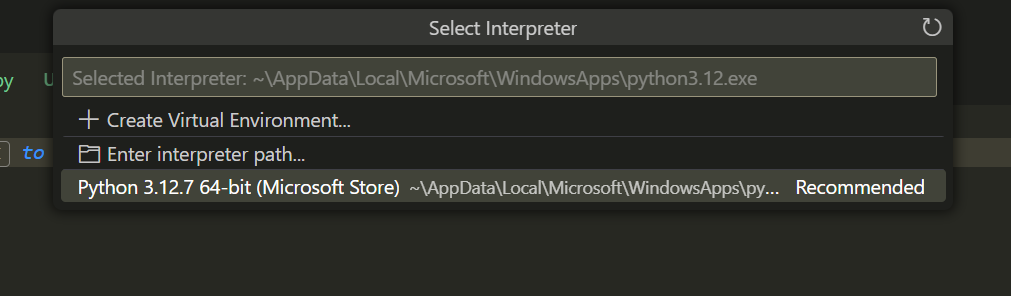 Select Interpreter
Selected Interpreter: ~\AppData\Local\Microsoft\WindowsApps\python3.12.exe
py U
Create Virtual Environment...
to
Enter interpreter path...
Python 3.12.7 64-bit (Microsoft Store) ~\AppData\Local\Microsoft\WindowsApps\py... Recommended